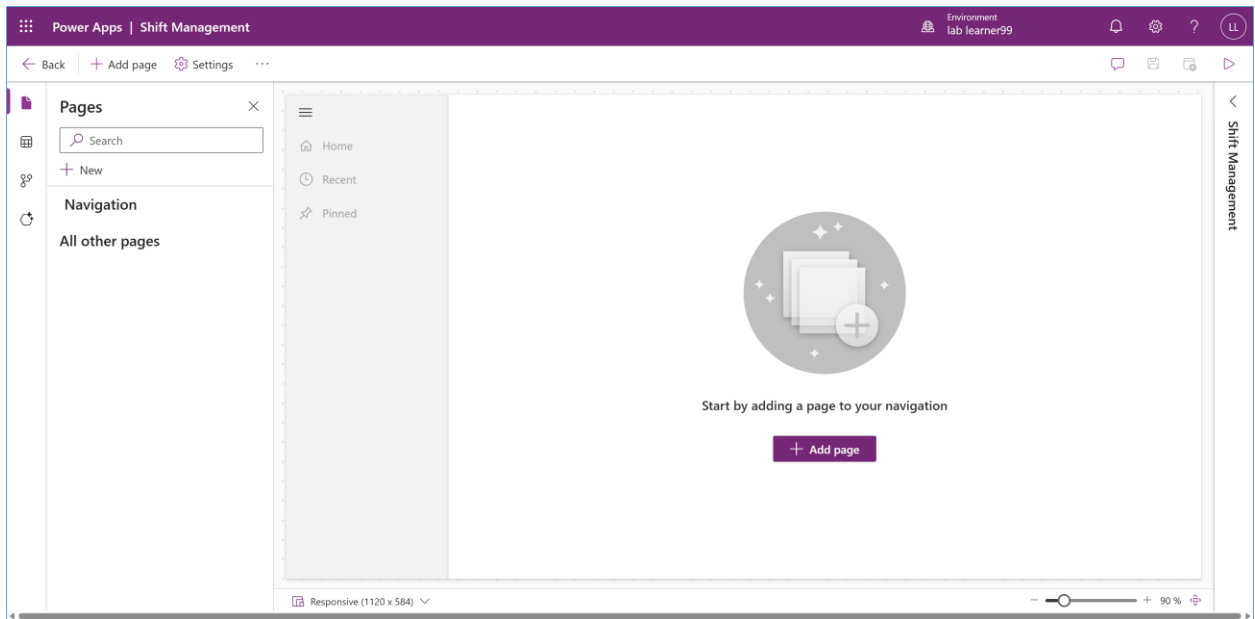 Power Apps | Shift Management
Environment
lab learner99
LL
Back
Add page
Settings
Pages
Search
New
Navigation
All other pages
Home
Recent
Pinned
Start by adding a page to your navigation
Add page
Shift Management
Responsive (1120 x 584)
90 %